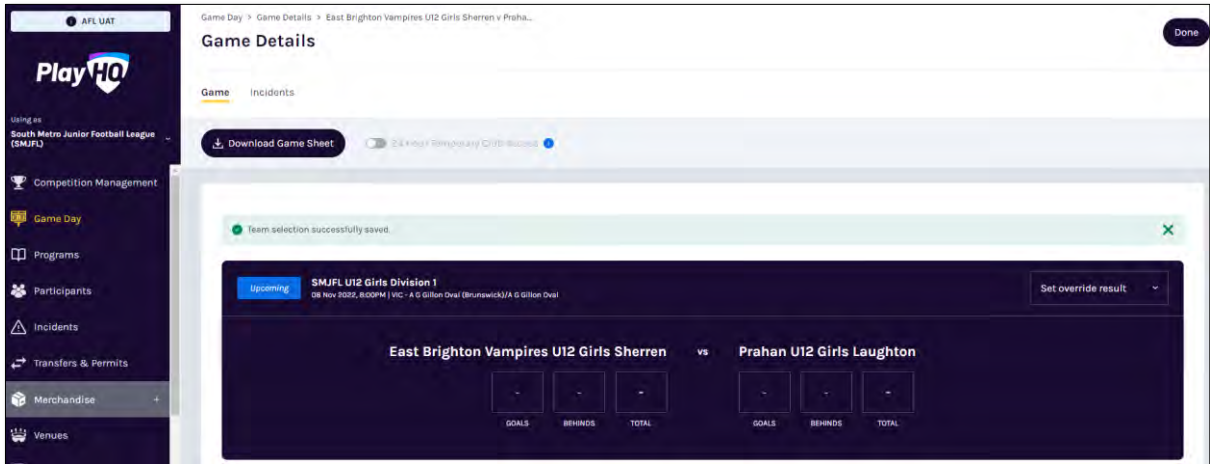 AFL UAT
PlayHQ
Using as
South Metro Junior Football League
(SMJFL)
Competition Management
Game Day
Programs
Participants
Incidents
Transfers & Permits
Merchandise +
Venues
Game Day > Game Details > East Brighton Vampires U12 Girls Sherren v Praha...
Game Details
Done
Game Incidents
Download Game Sheet
24 Hour Temporary
Team selection successfully saved.
Upcoming
SMJFL U12 Girls Division 1
08 Nov 2022, 8:00PM | VIC - A G Gillon Oval (Brunswick)/A G Gillon Oval
Set override result
East Brighton Vampires U12 Girls Sherren vs Prahan U12 Girls Laughton
- - - - - -
GOALS BEHINDS TOTAL GOALS BEHINDS TOTAL